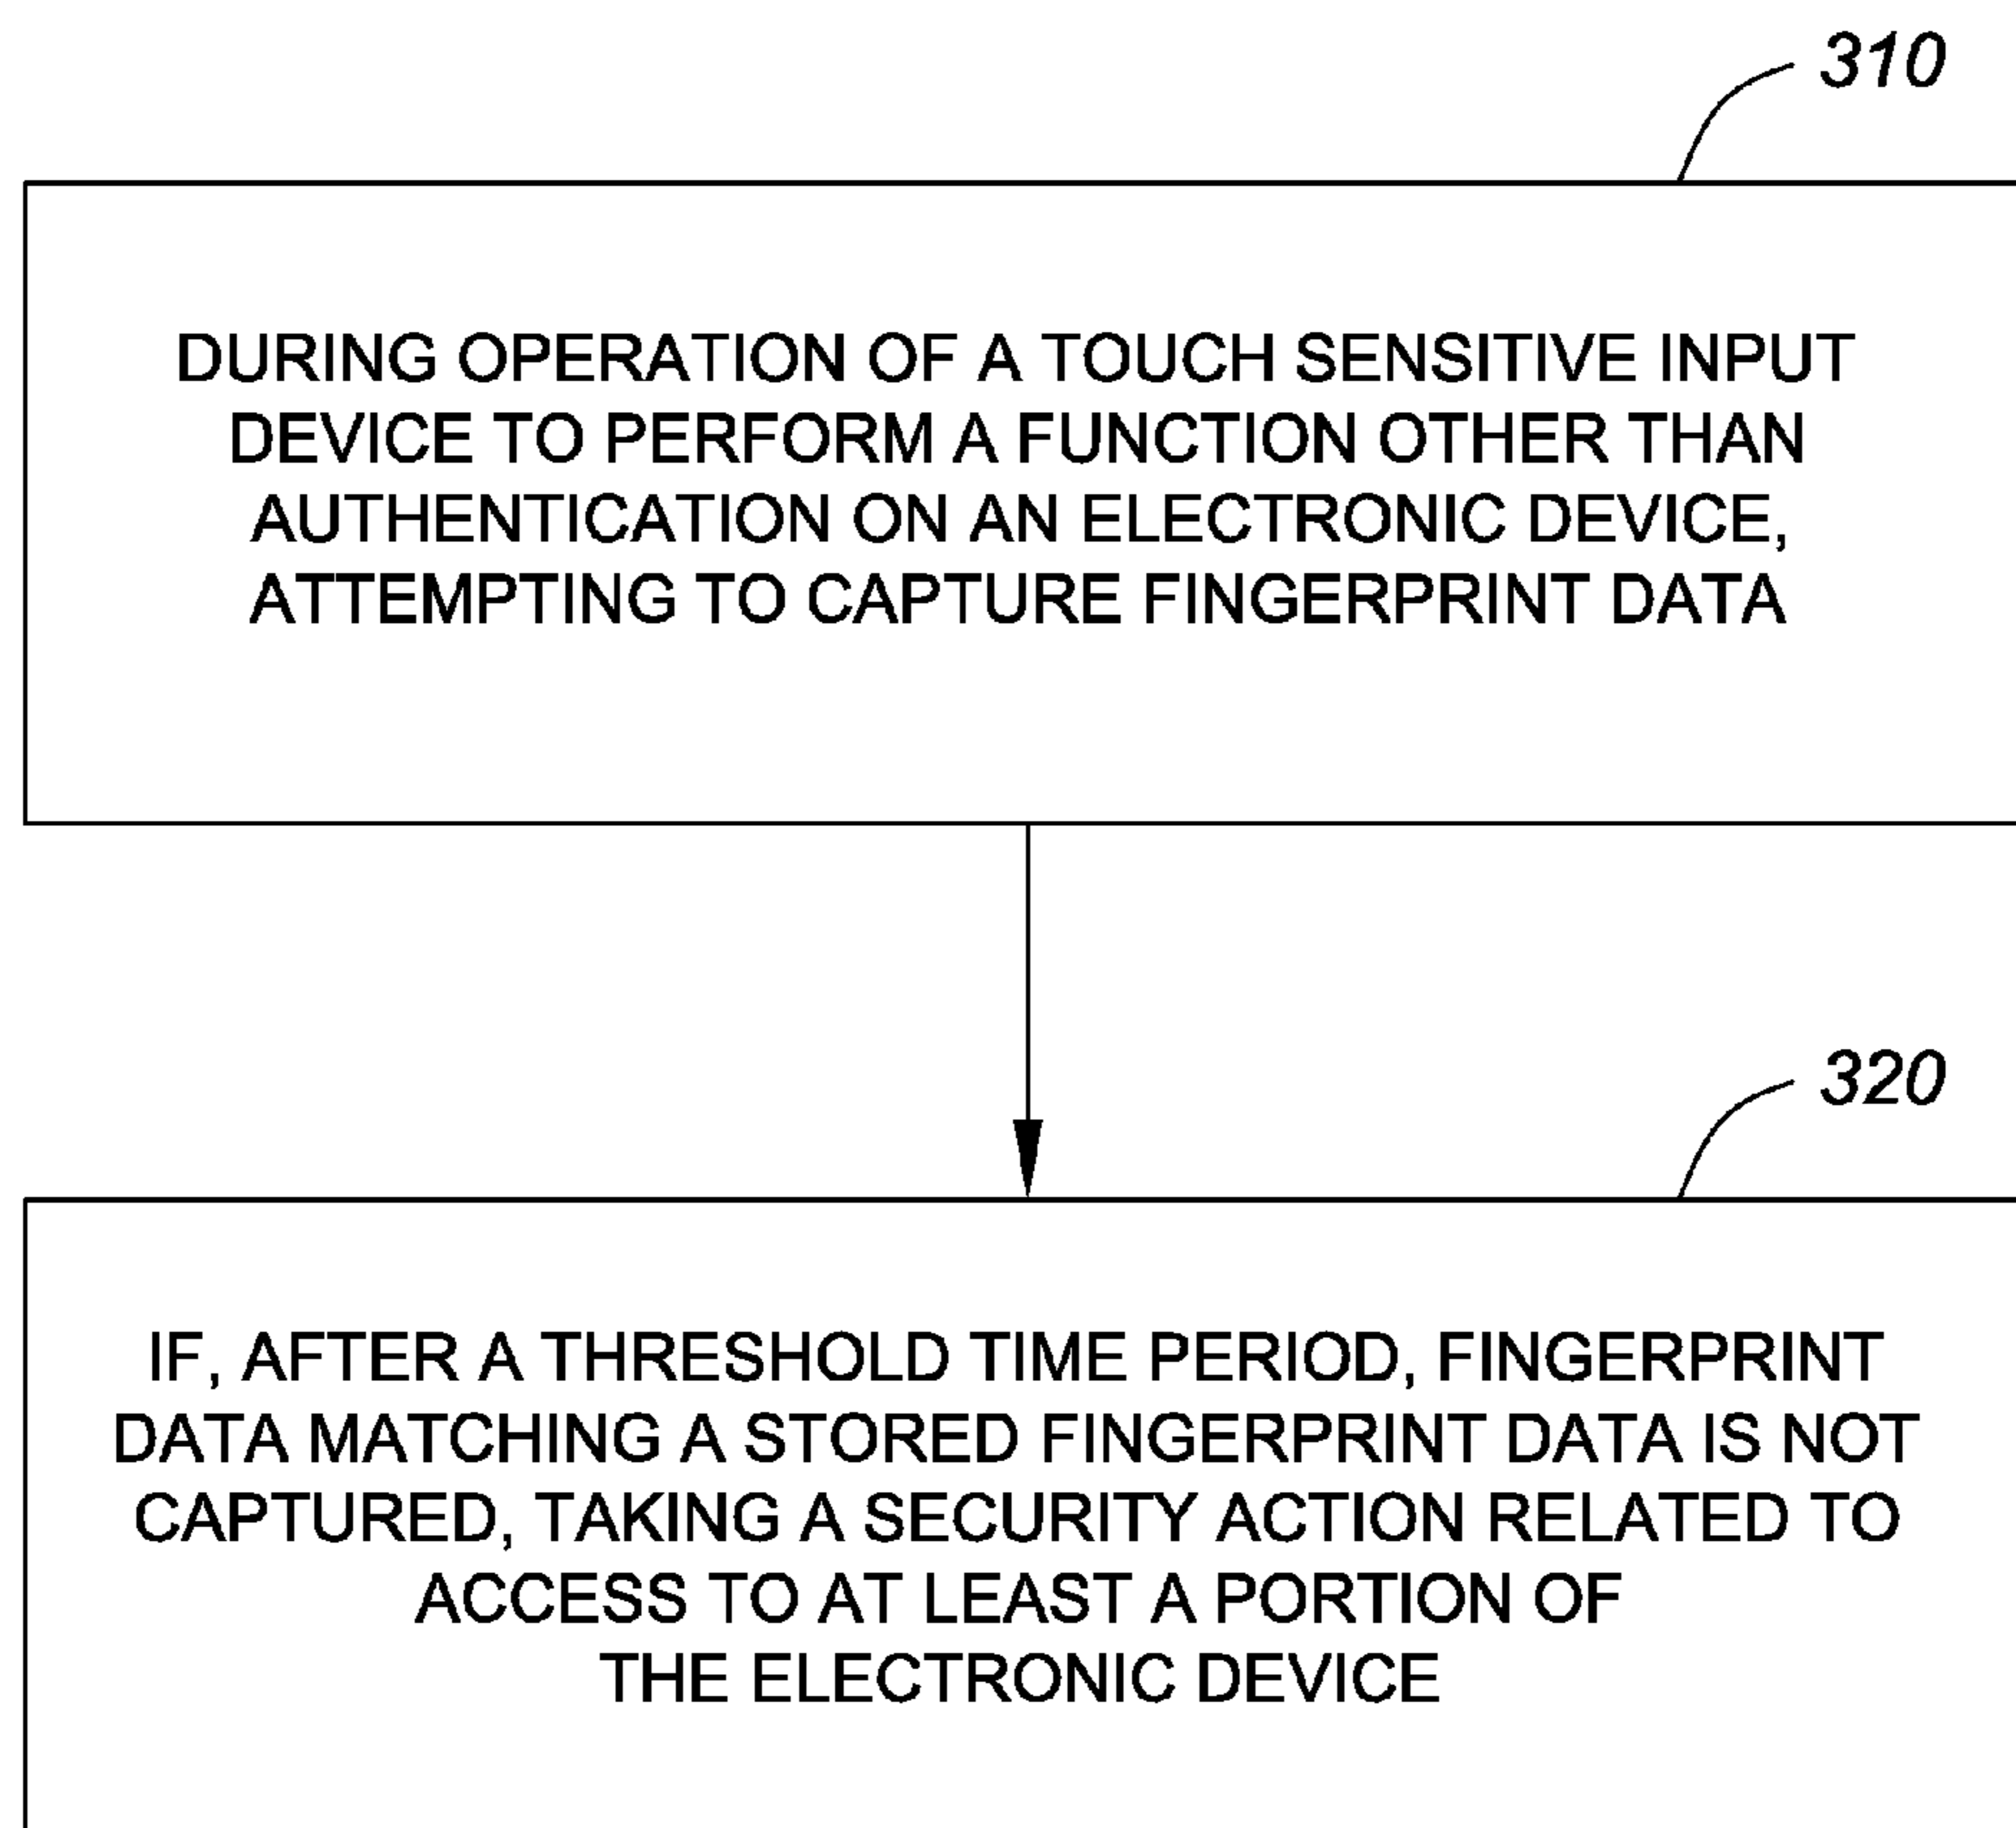 310
DURING OPERATION OF A TOUCH SENSITIVE INPUT
DEVICE TO PERFORM A FUNCTION OTHER THAN
AUTHENTICATION ON AN ELECTRONIC DEVICE,
ATTEMPTING TO CAPTURE FINGERPRINT DATA
320
IF, AFTER A THRESHOLD TIME PERIOD, FINGERPRINT
DATA MATCHING A STORED FINGERPRINT DATA IS NOT
CAPTURED, TAKING A SECURITY ACTION RELATED TO
ACCESS TO AT LEAST A PORTION OF
THE ELECTRONIC DEVICE